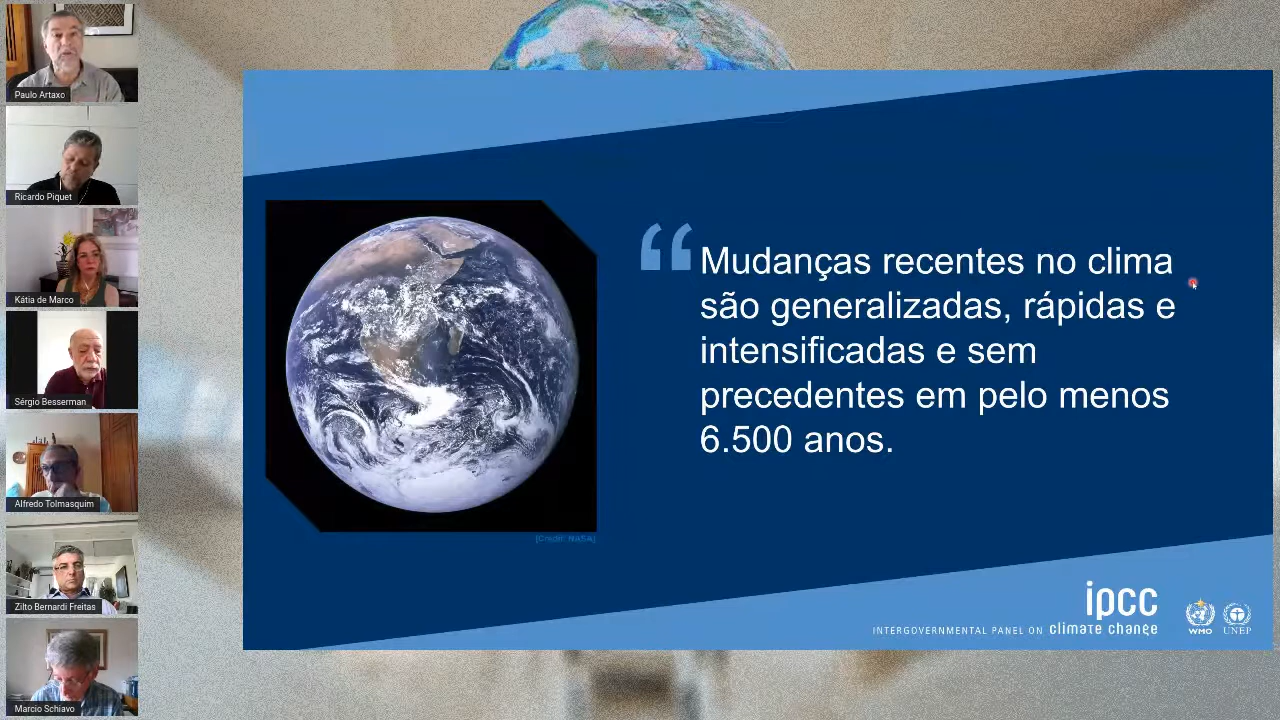 Paulo Artaxo
Ricardo Piquet
Kátia de Marco
Sérgio Besserman
Alfredo Tolmasquim
Zilto Bernardi Freitas
Marcio Schiavo
“ Mudanças recentes no clima
são generalizadas, rápidas e
intensificadas e sem
precedentes em pelo menos
6.500 anos.
[Credit: NASA]
ipcc
INTERGOVERNMENTAL PANEL ON climate change
WMO
UNEP